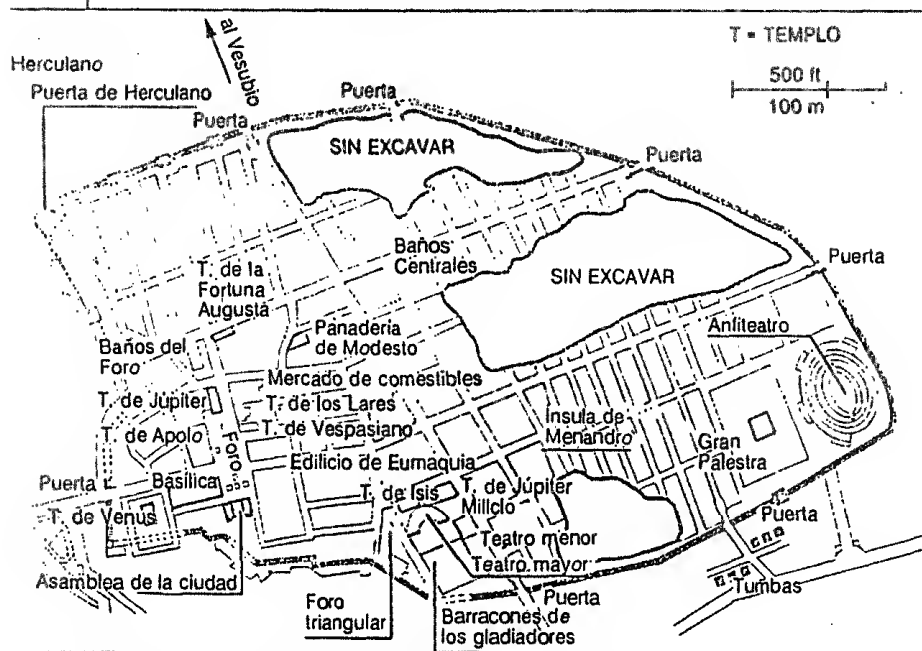 T = TEMPLO
500 ft
100 m
al Vesubio
Herculano
Puerta de Herculano
Puerta
Puerta
SIN EXCAVAR
Puerta
Baños
Centrales
SIN EXCAVAR
Puerta
T. de la
Fortuna
Augusta
Panadería
de Modesto
Anfiteatro
Baños del
Foro
Mercado de comestibles
T. de Júpiter
T. de los Lares
T. de Vespasiano
T. de Apolo
Foro
Ínsula de
Menandro
Gran
Palestra
Edilicio de Eumaquia
Basílica
Puerta
T. de Isis
T. de Júpiter
Miliclo
T. de Venus
Teatro menor
Puerta
Teatro mayor
Asamblea de la ciudad
Tumbas
Foro
triangular
Puerta
Barracones de
los gladiadores